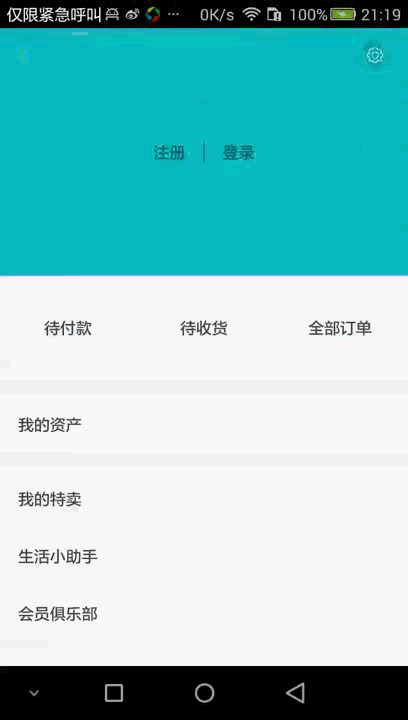 仅限紧急呼叫 ··· 0K/s 100% 21:19
注册 | 登录
待付款 待收货 全部订单
我的资产
我的特卖
生活小助手
会员俱乐部